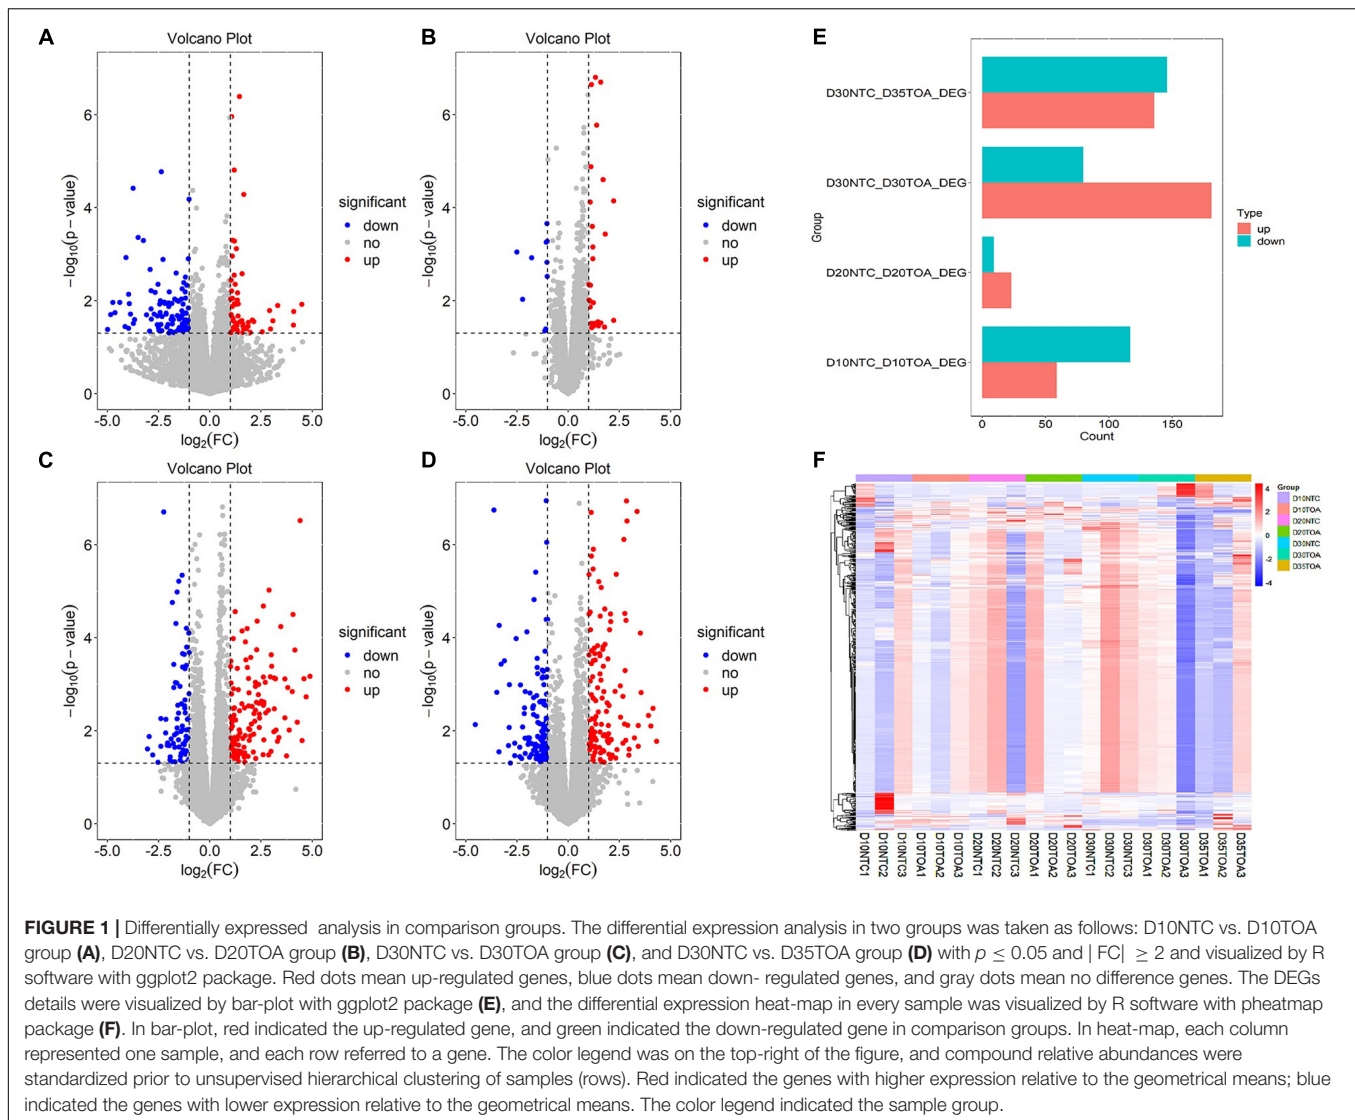 A
Volcano Plot
−log10(p − value)
6
4
2
0
-5.0 -2.5 0.0 2.5 5.0
log2(FC)
significant
down
no
up
B
Volcano Plot
−log10(p − value)
6
4
2
0
-5.0 -2.5 0.0 2.5 5.0
log2(FC)
significant
down
no
up
E
Group
D30NTC_D35TOA_DEG
D30NTC_D30TOA_DEG
D20NTC_D20TOA_DEG
D10NTC_D10TOA_DEG
0 50 100 150
Count
Type
up
down
C
Volcano Plot
−log10(p − value)
6
4
2
0
-5.0 -2.5 0.0 2.5 5.0
log2(FC)
significant
down
no
up
D
Volcano Plot
−log10(p − value)
6
4
2
0
-5.0 -2.5 0.0 2.5 5.0
log2(FC)
significant
down
no
up
F
4
2
0
-2
-4
Group
D10NTC
D10TOA
D20NTC
D20TOA
D30NTC
D30TOA
D35TOA
D10NTC1
D10NTC2
D10NTC3
D10TOA1
D10TOA2
D10TOA3
D20NTC1
D20NTC2
D20NTC3
D20TOA1
D20TOA2
D20TOA3
D30NTC1
D30NTC2
D30NTC3
D30TOA1
D30TOA2
D30TOA3
D35TOA1
D35TOA2
D35TOA3
FIGURE 1 | Differentially expressed analysis in comparison groups. The differential expression analysis in two groups was taken as follows: D10NTC vs. D10TOA
group (A), D20NTC vs. D20TOA group (B), D30NTC vs. D30TOA group (C), and D30NTC vs. D35TOA group (D) with p ≤ 0.05 and | FC| ≥ 2 and visualized by R
software with ggplot2 package. Red dots mean up-regulated genes, blue dots mean down- regulated genes, and gray dots mean no difference genes. The DEGs
details were visualized by bar-plot with ggplot2 package (E), and the differential expression heat-map in every sample was visualized by R software with pheatmap
package (F). In bar-plot, red indicated the up-regulated gene, and green indicated the down-regulated gene in comparison groups. In heat-map, each column
represented one sample, and each row referred to a gene. The color legend was on the top-right of the figure, and compound relative abundances were
standardized prior to unsupervised hierarchical clustering of samples (rows). Red indicated the genes with higher expression relative to the geometrical means; blue
indicated the genes with lower expression relative to the geometrical means. The color legend indicated the sample group.